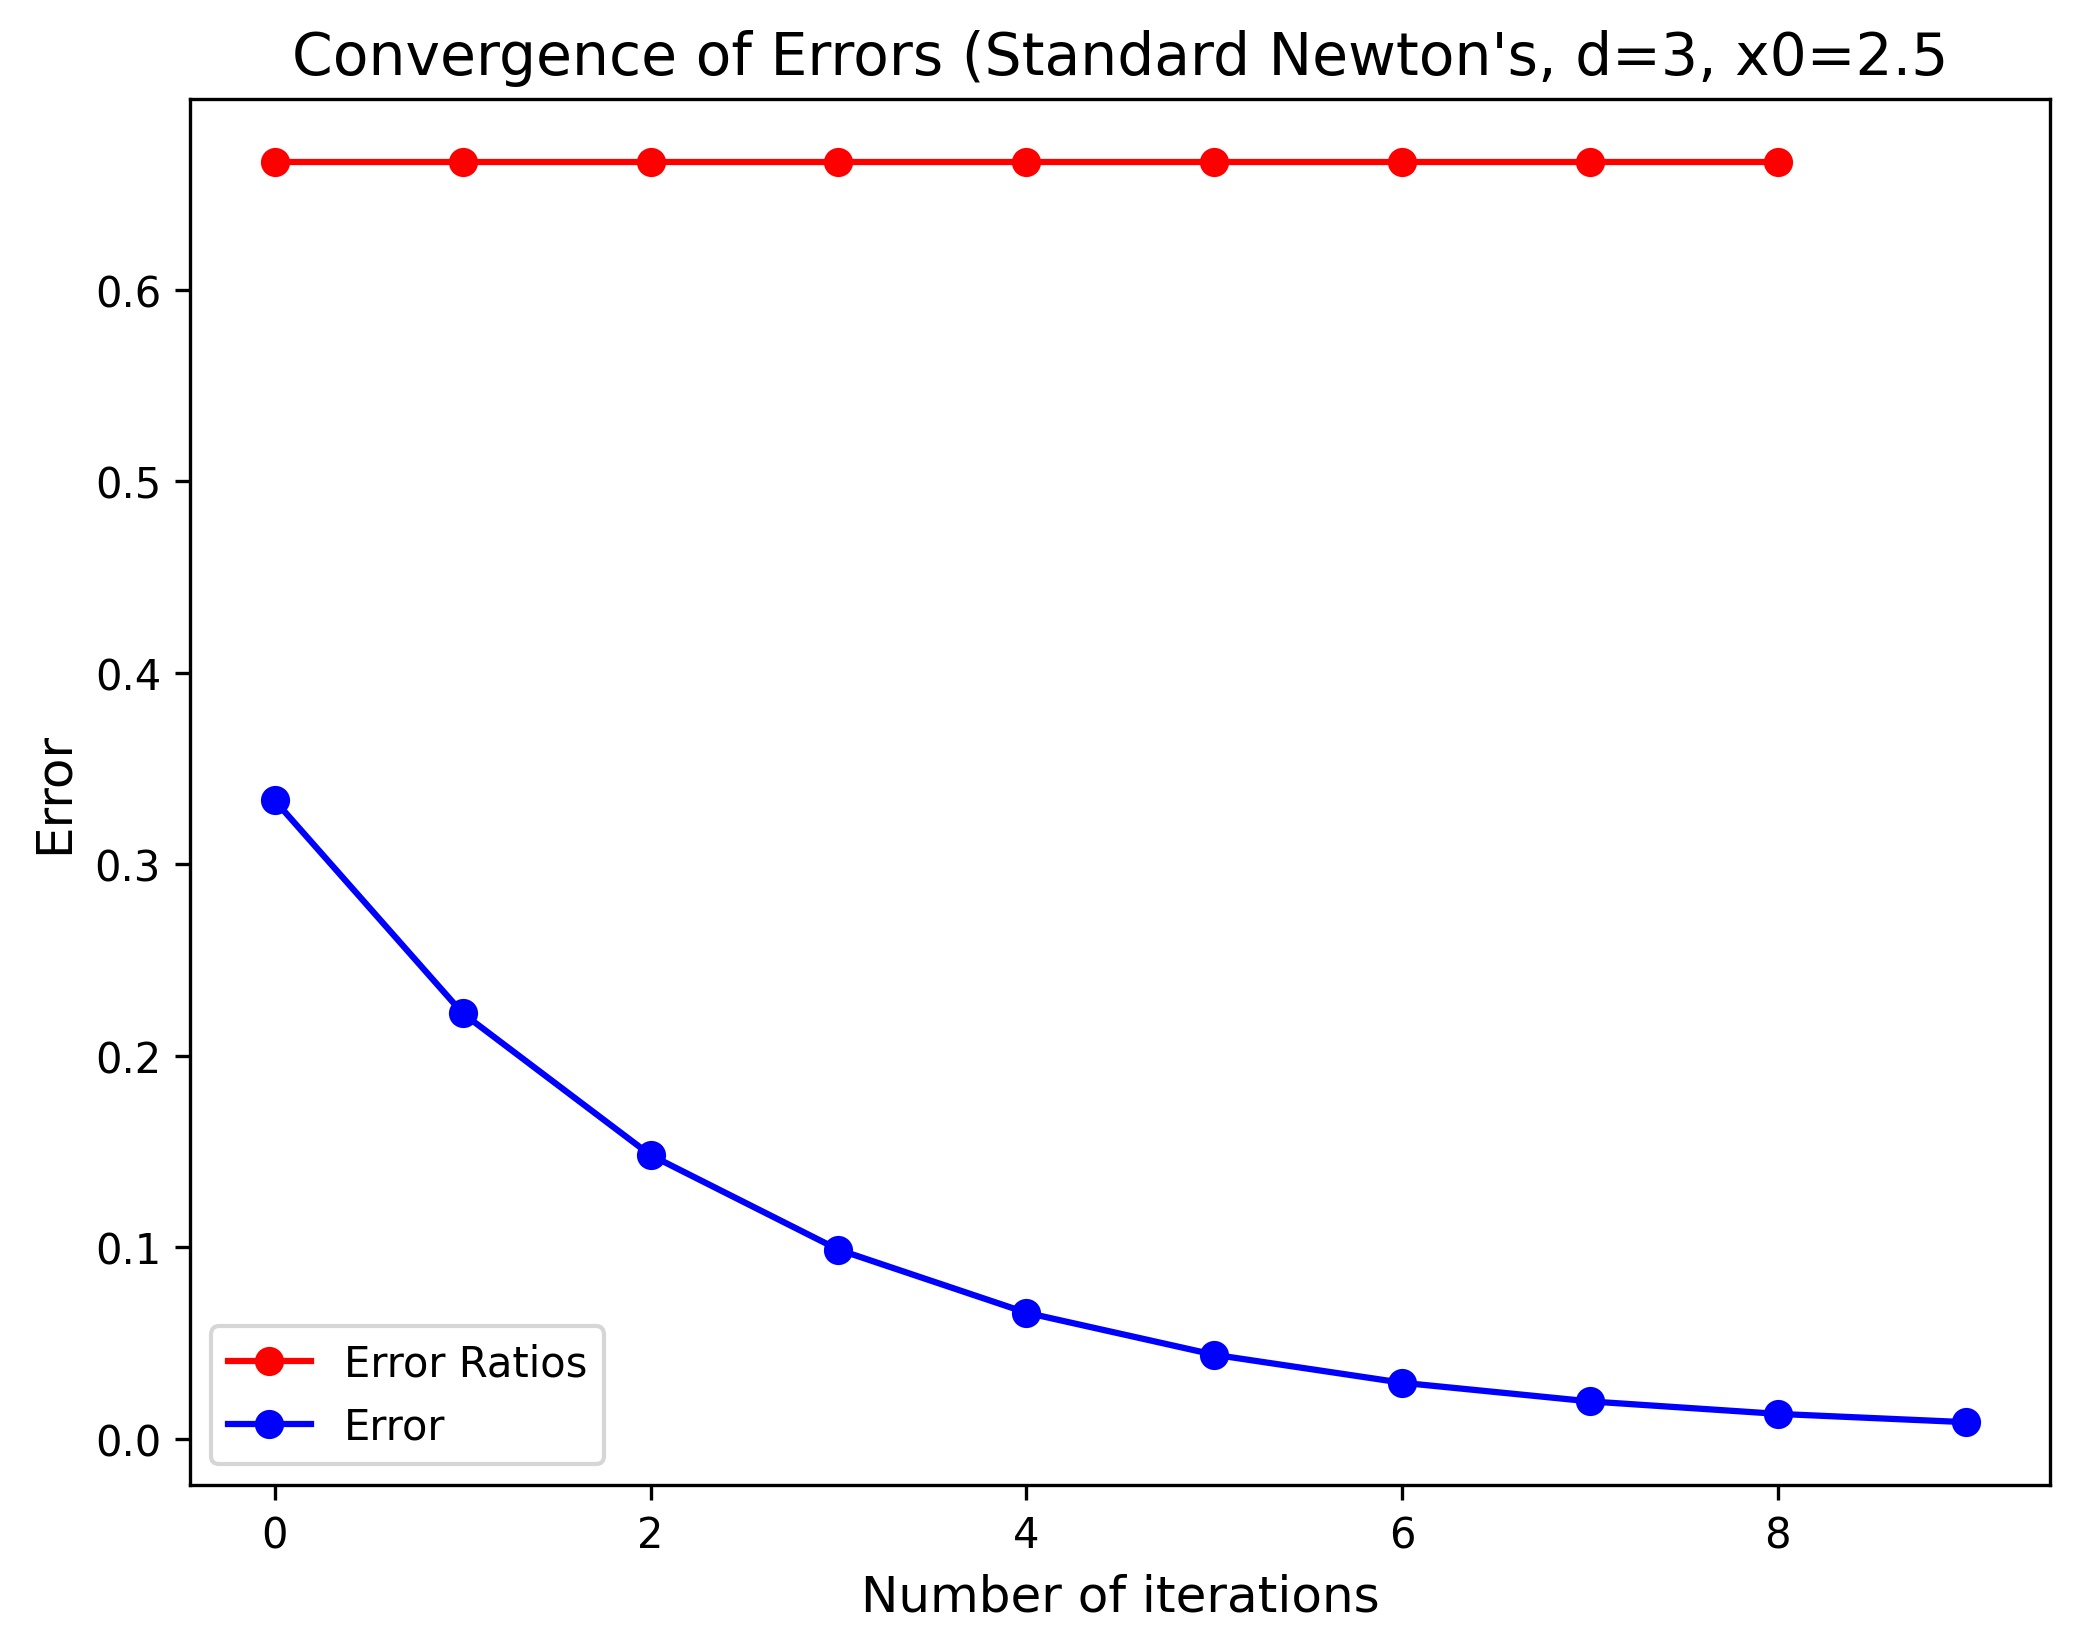 Convergence of Errors (Standard Newton's, d=3, x0=2.5
0.6
0.5
0.4
0.3
0.2
0.1
0.0
Error
Error Ratios
Error
0 2 4 6 8
Number of iterations